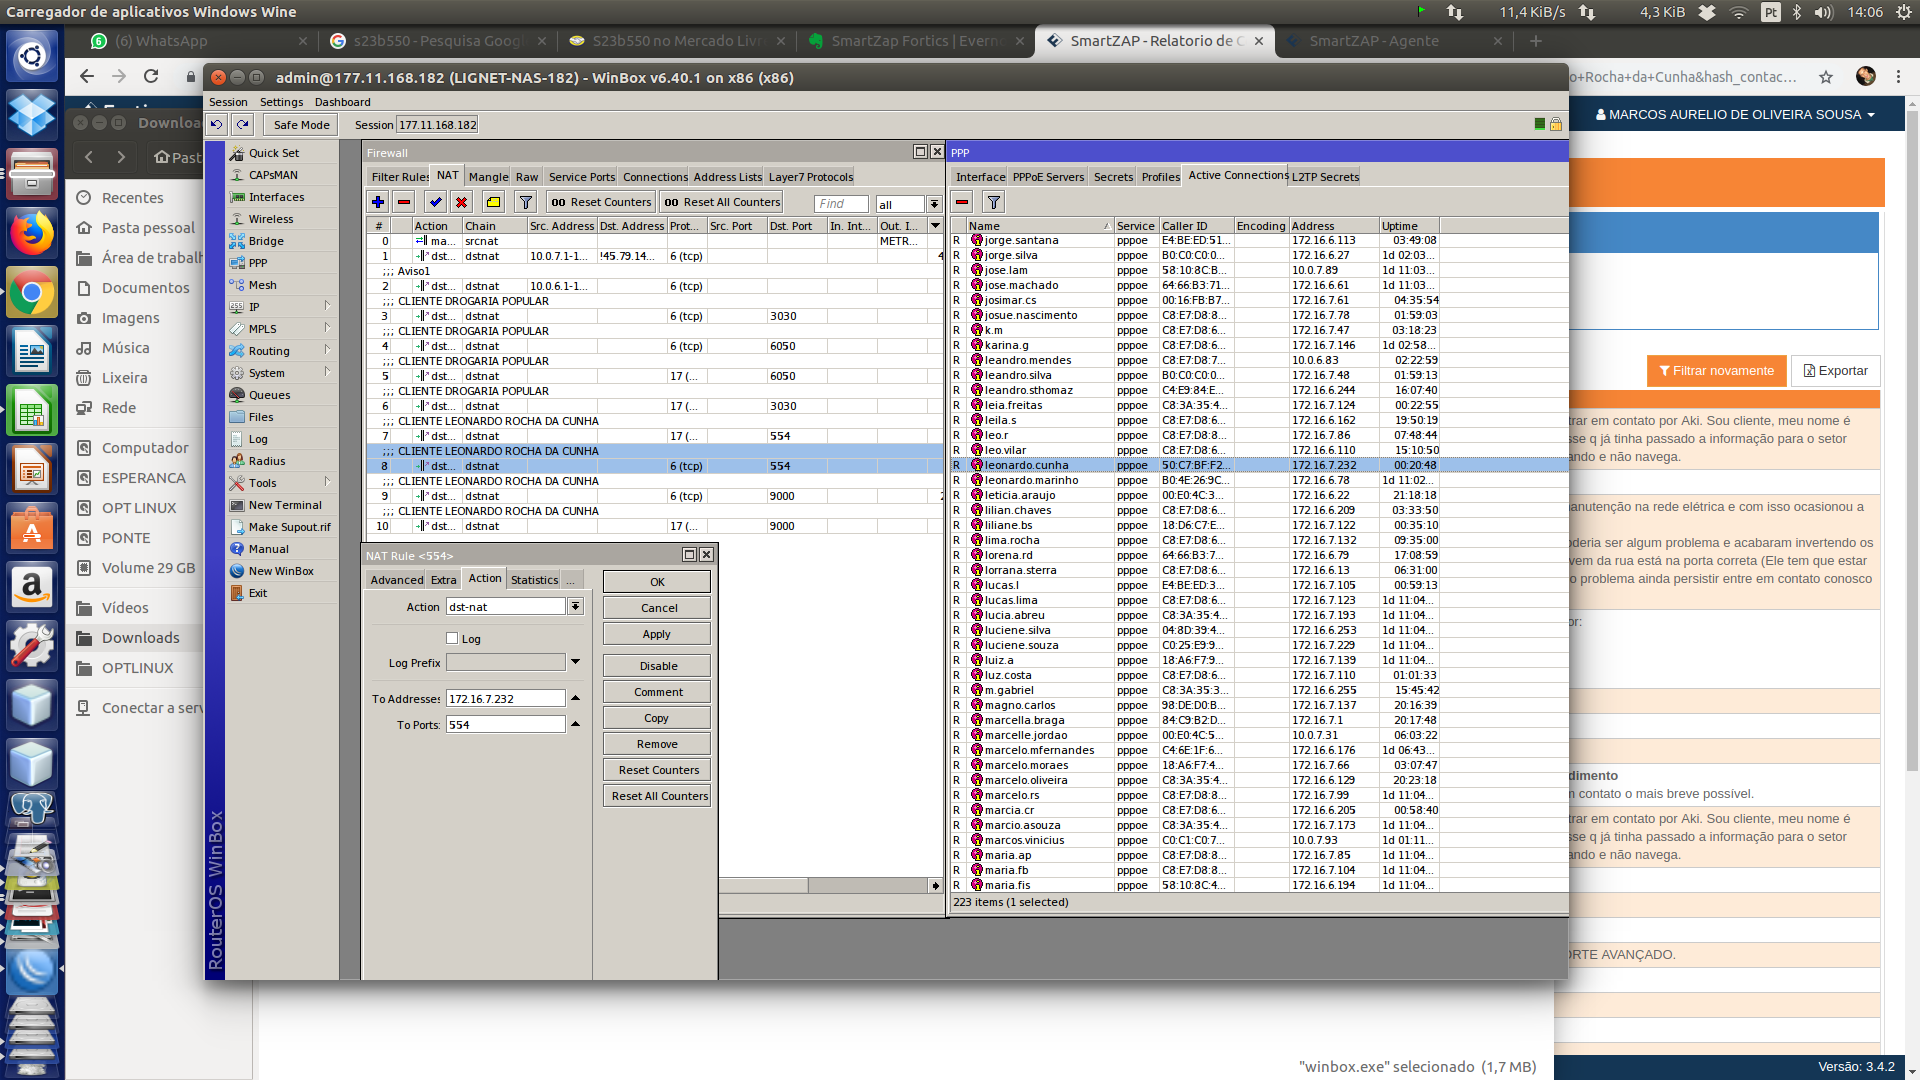 Carregador de aplicativos Windows Wine
11,4 KiB/s
4,3 KiB
Pt
14:06
(6) WhatsApp
s23b550 - Pesquisa Goog
S23b550 no Mercado Livr
SmartZap Fortics | Evern
SmartZAP - Relatorio de C
SmartZAP - Agente
o+Rocha+da+Cunha&hash_contac...
admin@177.11.168.182 (LIGNET-NAS-182) - WinBox v6.40.1 on x86 (x86)
Session Settings Dashboard
Safe Mode Session 177.11.168.182
MARCOS AURELIO DE OLIVEIRA SOUSA
Downloa
Past
Recentes
Pasta pessoal
Área de trabalh
Documentos
Imagens
Música
Lixeira
Rede
Computador
ESPERANCA
OPT LINUX
PONTE
Volume 29 GB
Vídeos
Downloads
OPTLINUX
Conectar a serv
Quick Set
CAPsMAN
Interfaces
Wireless
Bridge
PPP
Mesh
IP
MPLS
Routing
System
Queues
Files
Log
Radius
Tools
New Terminal
Make Supout.rif
Manual
New WinBox
Exit
RouterOS WinBox
Firewall
Filter Rules NAT Mangle Raw Service Ports Connections Address Lists Layer7 Protocols
00 Reset Counters 00 Reset All Counters Find all
# Action Chain Src. Address Dst. Address Prot... Src. Port Dst. Port In. Int... Out. I...
0 ma... srcnat METR...
1 dst... dstnat 10.0.7.1-1... !45.79.14... 6 (tcp) 4
;;; Aviso1
2 dst... dstnat 10.0.6.1-1... 6 (tcp)
;;; CLIENTE DROGARIA POPULAR
3 dst... dstnat 6 (tcp) 3030
;;; CLIENTE DROGARIA POPULAR
4 dst... dstnat 6 (tcp) 6050
;;; CLIENTE DROGARIA POPULAR
5 dst... dstnat 17 (... 6050
;;; CLIENTE DROGARIA POPULAR
6 dst... dstnat 17 (... 3030
;;; CLIENTE LEONARDO ROCHA DA CUNHA
7 dst... dstnat 17 (... 554
;;; CLIENTE LEONARDO ROCHA DA CUNHA
8 dst... dstnat 6 (tcp) 554
;;; CLIENTE LEONARDO ROCHA DA CUNHA
9 dst... dstnat 6 (tcp) 9000
;;; CLIENTE LEONARDO ROCHA DA CUNHA
10 dst... dstnat 17 (... 9000
NAT Rule <554>
Advanced Extra Action Statistics ...
Action dst-nat
Log
Log Prefix
To Addresses: 172.16.7.232
To Ports: 554
OK
Cancel
Apply
Disable
Comment
Copy
Remove
Reset Counters
Reset All Counters
PPP
Interface PPPoE Servers Secrets Profiles Active Connections L2TP Secrets
Name Service Caller ID Encoding Address Uptime
R jorge.santana pppoe E4:BE:ED:51... 172.16.6.113 03:49:08
R jorge.silva pppoe B0:C0:C0:0... 172.16.6.27 1d 02:03...
R jose.lam pppoe 58:10:8C:B... 10.0.7.89 1d 11:03...
R jose.machado pppoe 64:66:B3:71... 172.16.6.61 1d 11:03...
R josimar.cs pppoe 00:16:FB:B7... 172.16.7.61 04:35:54
R josue.nascimento pppoe C8:E7:D8:8... 172.16.7.78 01:59:03
R k.m pppoe C8:E7:D8:6... 172.16.7.47 03:18:23
R karina.g pppoe C8:E7:D8:6... 172.16.7.146 1d 02:58...
R leandro.mendes pppoe C8:E7:D8:7... 10.0.6.83 02:22:59
R leandro.silva pppoe B0:C0:C0:0... 172.16.7.48 01:59:13
R leandro.sthomaz pppoe C4:E9:84:E... 172.16.6.244 16:07:40
R leia.freitas pppoe C8:3A:35:4... 172.16.7.124 00:22:55
R leila.s pppoe C8:E7:D8:6... 172.16.6.162 19:50:19
R leo.r pppoe C8:E7:D8:8... 172.16.7.86 07:48:44
R leo.vilar pppoe C8:E7:D8:6... 172.16.6.110 15:10:50
R leonardo.cunha pppoe 50:C7:BF:F2... 172.16.7.232 00:20:48
R leonardo.marinho pppoe B0:4E:26:9C... 172.16.6.78 1d 11:02...
R leticia.araujo pppoe 00:E0:4C:3... 172.16.6.22 21:18:18
R lilian.chaves pppoe C8:E7:D8:6... 172.16.6.209 03:33:50
R liliane.bs pppoe 18:D6:C7:E... 172.16.7.122 00:35:10
R lima.rocha pppoe C8:E7:D8:6... 172.16.7.132 09:35:00
R lorena.rd pppoe 64:66:B3:7... 172.16.6.79 17:08:59
R lorrana.sterra pppoe C8:E7:D8:6... 172.16.6.13 06:31:00
R lucas.l pppoe E4:BE:ED:3... 172.16.7.105 00:59:13
R lucas.lima pppoe C8:E7:D8:6... 172.16.7.123 1d 11:04...
R lucia.abreu pppoe C8:3A:35:4... 172.16.7.193 1d 11:04...
R luciene.silva pppoe 04:8D:39:4... 172.16.6.253 1d 11:04...
R luciene.souza pppoe C0:25:E9:9... 172.16.7.229 1d 11:04...
R luiz.a pppoe 18:A6:F7:9... 172.16.7.139 1d 11:04...
R luz.costa pppoe C8:E7:D8:6... 172.16.7.110 01:01:33
R m.gabriel pppoe C8:3A:35:3... 172.16.6.255 15:45:42
R magno.carlos pppoe 98:DE:D0:B... 172.16.7.137 20:16:39
R marcella.braga pppoe 84:C9:B2:D... 172.16.7.1 20:17:48
R marcelle.jordao pppoe 00:E0:4C:5... 10.0.7.31 06:03:22
R marcelo.mfernandes pppoe C4:6E:1F:6... 172.16.6.176 1d 06:43...
R marcelo.moraes pppoe 18:A6:F7:4... 172.16.7.66 03:07:47
R marcelo.oliveira pppoe C8:3A:35:4... 172.16.6.129 20:23:18
R marcelo.rs pppoe C8:E7:D8:6... 172.16.7.99 1d 11:04...
R marcia.cr pppoe C8:E7:D8:6... 172.16.6.205 00:58:40
R marcio.asouza pppoe C8:3A:35:4... 172.16.7.173 1d 11:04...
R marcos.vinicius pppoe C0:C1:C0:7... 10.0.7.93 1d 01:11...
R maria.ap pppoe C8:E7:D8:8... 172.16.7.85 1d 11:04...
R maria.fb pppoe C8:E7:D8:8... 172.16.7.104 1d 11:04...
R maria.fis pppoe 58:10:8C:4... 172.16.6.194 1d 11:04...
223 items (1 selected)
Filtrar novamente Exportar
trar em contato por Aki. Sou cliente, meu nome é
sse q já tinha passado a informação para o setor
ando e não navega.
nanutenção na rede elétrica e com isso ocasionou a
oderia ser algum problema e acabaram invertendo os
vem da rua está na porta correta (Ele tem que estar
o problema ainda persistir entre em contato conosco
or:
dimento
m contato o mais breve possível.
trar em contato por Aki. Sou cliente, meu nome é
sse q já tinha passado a informação para o setor
ando e não navega.
ORTE AVANÇADO.
"winbox.exe" selecionado (1,7 MB)
Versão: 3.4.2